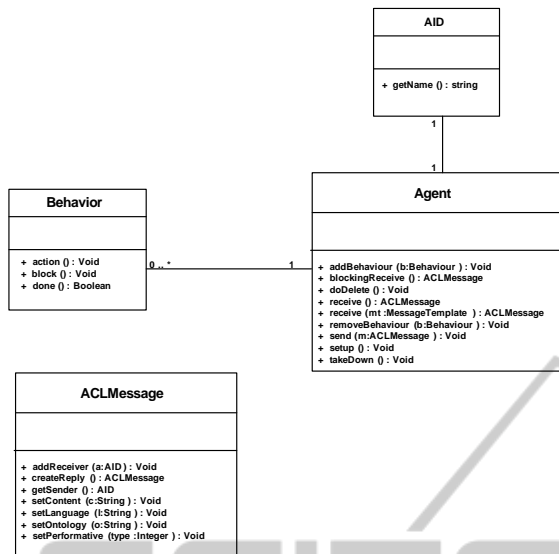 AID
+ getName () : string
1
1
Agent
+ addBehaviour (b:Behaviour ) : Void
+ blockingReceive () : ACLMessage
+ doDelete () : Void
+ receive () : ACLMessage
+ receive (mt :MessageTemplate ) : ACLMessage
+ removeBehaviour (b:Behaviour ) : Void
+ send (m:ACLMessage ) : Void
+ setup () : Void
+ takeDown () : Void
Behavior
+ action () : Void
+ block () : Void
+ done () : Boolean
0 .. *
1
ACLMessage
+ addReceiver (a:AID ) : Void
+ createReply () : ACLMessage
+ getSender () : AID
+ setContent (c:String ) : Void
+ setLanguage (l:String ) : Void
+ setOntology (o:String ) : Void
+ setPerformative (type :Integer ) : Void